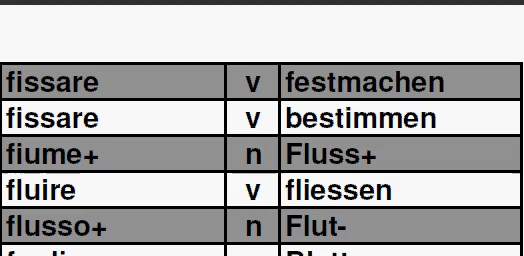 fissare v festmachen
fissare v bestimmen
fiume+ n Fluss+
fluire v fliessen
flusso+ n Flut-